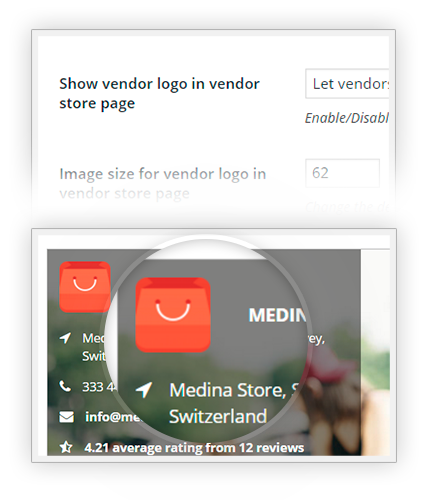 Show vendor logo in vendor
store page
Let vendors
Enable/Disabl
Image size for vendor logo in
vendor store page
62
MEDIN
Med
rey,
Swit
Medina Store, S
Switzerland
333 4
info@me
4.21 average rating from 12 reviews